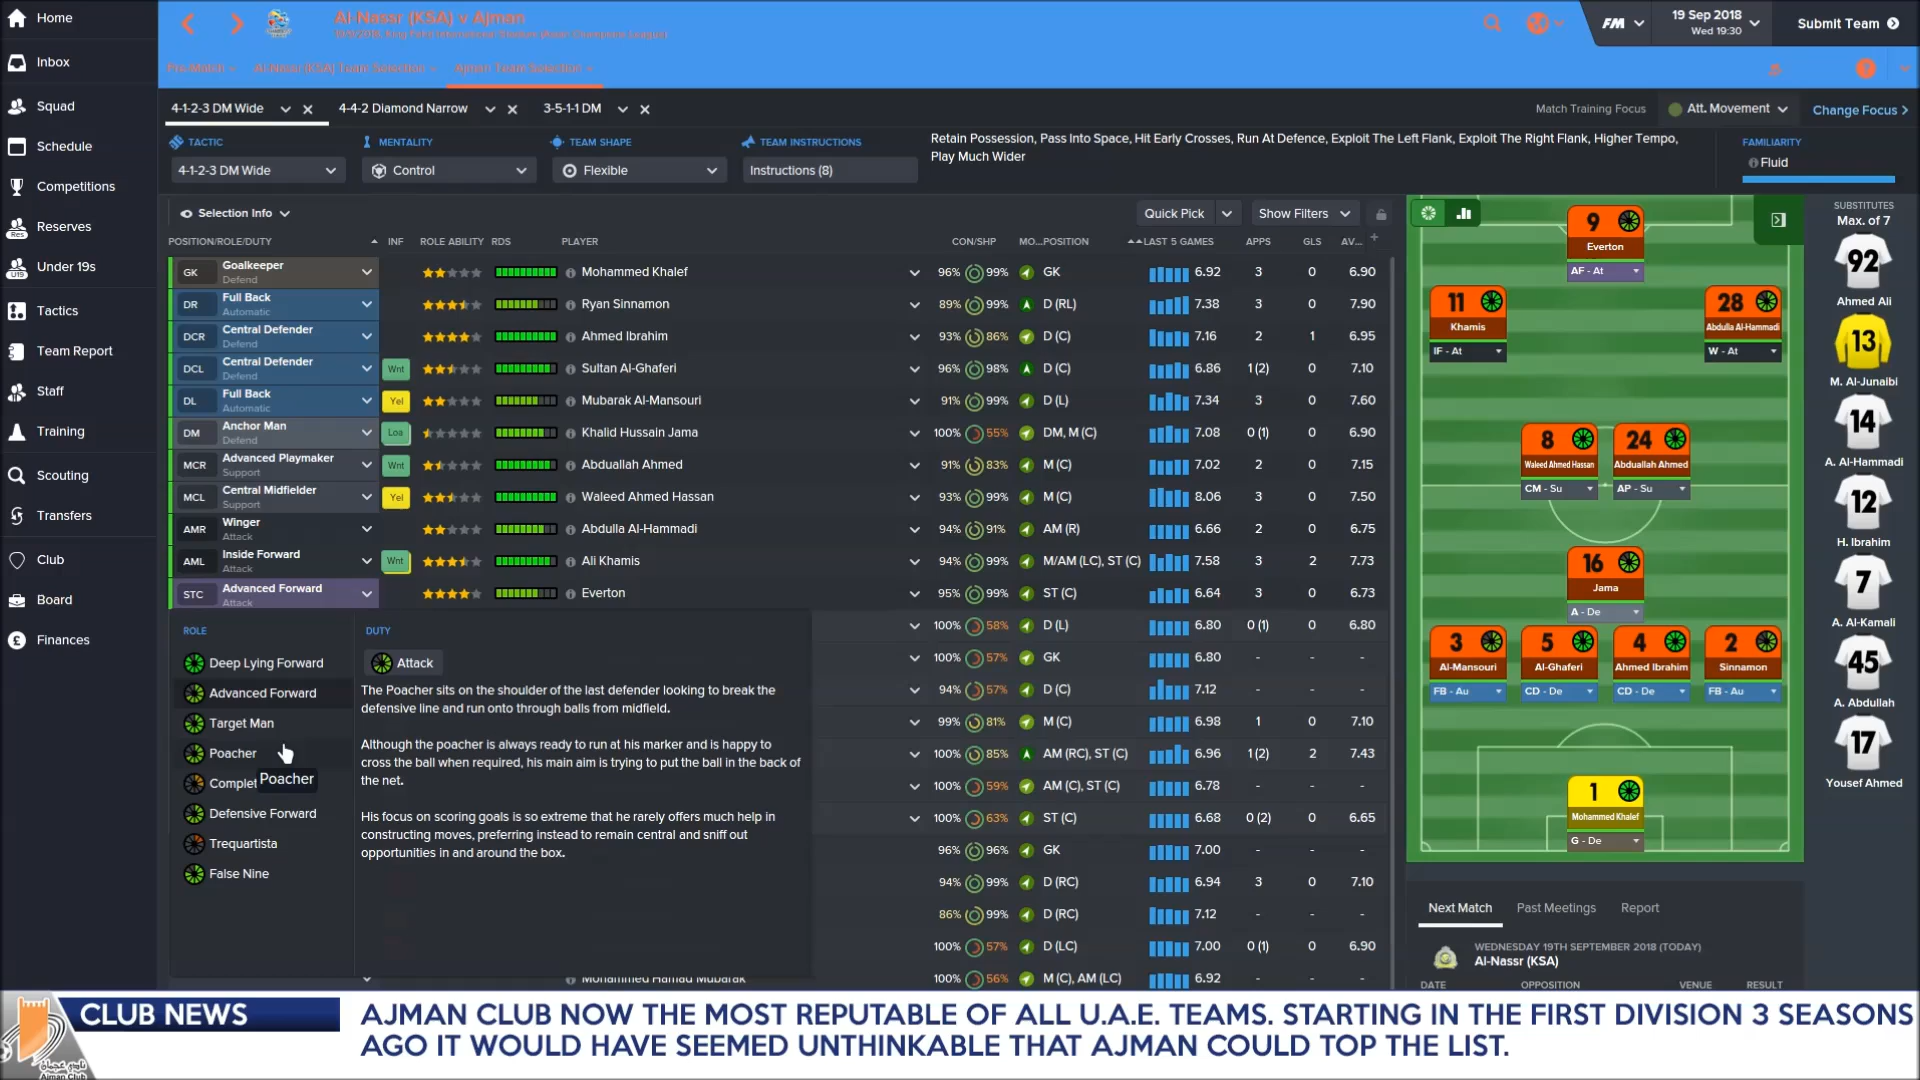 Home
Inbox
Squad
Schedule
Competitions
Reserves
Under 19s
Tactics
Team Report
Staff
Training
Scouting
Transfers
Club
Board
Finances
Al-Nassr (KSA) v Ajman
Pre-Match
Al-Nassr (KSA) Team Selection
Ajman Team Selection
FM
19 Sep 2018
Wed 19:30
Submit Team
4-1-2-3 DM Wide
4-4-2 Diamond Narrow
3-5-1-1 DM
Match Training Focus
Att. Movement
Change Focus
TACTIC
4-1-2-3 DM Wide
MENTALITY
Control
TEAM SHAPE
Flexible
TEAM INSTRUCTIONS
Instructions (8)
Retain Possession, Pass Into Space, Hit Early Crosses, Run At Defence, Exploit The Left Flank, Exploit The Right Flank, Higher Tempo,
Play Much Wider
FAMILIARITY
Fluid
Selection Info
Quick Pick
Show Filters
POSITION/ROLE/DUTY INF ROLE ABILITY RDS PLAYER CON/SHP MO... POSITION LAST 5 GAMES APPS GLS AV...
GK Goalkeeper Defend Mohammed Khalef 96% 99% GK 6.92 3 0 6.90
DR Full Back Automatic Ryan Sinnamon 89% 99% D (RL) 7.38 3 0 7.90
DCR Central Defender Defend Ahmed Ibrahim 93% 86% D (C) 7.16 2 1 6.95
DCL Central Defender Defend Wnt Sultan Al-Ghaferi 96% 98% D (C) 6.86 1 (2) 0 7.10
DL Full Back Automatic Yel Mubarak Al-Mansouri 91% 99% D (L) 7.34 3 0 7.60
DM Anchor Man Defend Loa Khalid Hussain Jama 100% 55% DM, M (C) 7.08 0 (1) 0 6.90
MCR Advanced Playmaker Support Wnt Abduallah Ahmed 91% 83% M (C) 7.02 2 0 7.15
MCL Central Midfielder Support Yel Waleed Ahmed Hassan 93% 99% M (C) 8.06 3 0 7.50
AMR Winger Attack Abdulla Al-Hammadi 94% 91% AM (R) 6.66 2 0 6.75
AML Inside Forward Attack Wnt Ali Khamis 94% 99% M/AM (LC), ST (C) 7.58 3 2 7.73
STC Advanced Forward Attack Everton 95% 99% ST (C) 6.64 3 0 6.73
100% 58% D (L) 6.80 0 (1) 0 6.80
100% 57% GK 6.80 - - -
94% 57% D (C) 7.12 - - -
99% 81% M (C) 6.98 1 0 7.10
100% 85% AM (RC), ST (C) 6.96 1 (2) 2 7.43
100% 59% AM (C), ST (C) 6.78 - - -
100% 63% ST (C) 6.68 0 (2) 0 6.65
96% 96% GK 7.00 - - -
94% 99% D (RC) 6.94 3 0 7.10
86% 99% D (RC) 7.12 - - -
100% 57% D (LC) 7.00 0 (1) 0 6.90
Mohammed Hamad Mubarak 100% 56% M (C), AM (LC) 6.92 - - -
ROLE
Deep Lying Forward
Advanced Forward
Target Man
Poacher
Complet
Poacher
Defensive Forward
Trequartista
False Nine
DUTY
Attack
The Poacher sits on the shoulder of the last defender looking to break the
defensive line and run onto through balls from midfield.
Although the poacher is always ready to run at his marker and is happy to
cross the ball when required, his main aim is trying to put the ball in the back of
the net.
His focus on scoring goals is so extreme that he rarely offers much help in
constructing moves, preferring instead to remain central and sniff out
opportunities in and around the box.
9
Everton
AF - At
11
Khamis
IF - At
28
Abdulla Al-Hammadi
W - At
8
Waleed Ahmed Hassan
CM - Su
24
Abduallah Ahmed
AP - Su
16
Jama
A - De
3
Al-Mansouri
FB - Au
5
Al-Ghaferi
CD - De
4
Ahmed Ibrahim
CD - De
2
Sinnamon
FB - Au
1
Mohammed Khalef
G - De
SUBSTITUTES
Max. of 7
92
Ahmed Ali
13
M. Al-Junaibi
14
A. Al-Hammadi
12
H. Ibrahim
7
A. Al-Kamali
45
A. Abdullah
17
Yousef Ahmed
Next Match
Past Meetings
Report
WEDNESDAY 19TH SEPTEMBER 2018 (TODAY)
Al-Nassr (KSA)
DATE OPPOSITION VENUE RESULT
CLUB NEWS
AJMAN CLUB NOW THE MOST REPUTABLE OF ALL U.A.E. TEAMS. STARTING IN THE FIRST DIVISION 3 SEASONS
AGO IT WOULD HAVE SEEMED UNTHINKABLE THAT AJMAN COULD TOP THE LIST.
Ajman Club